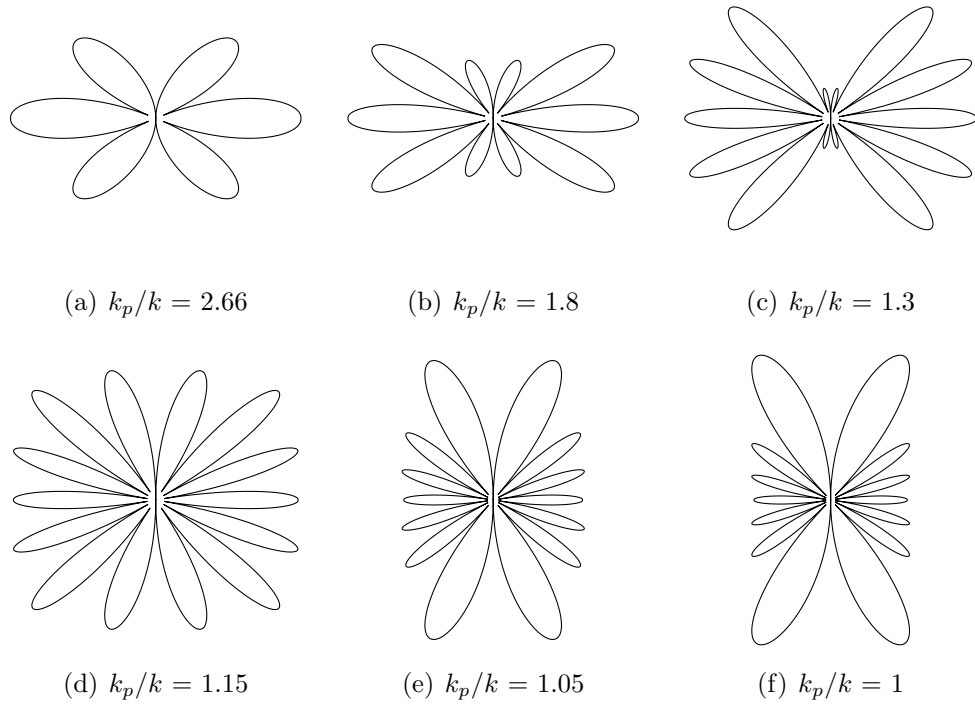 (a) $k_p/k = 2.66$
(b) $k_p/k = 1.8$
(c) $k_p/k = 1.3$
(d) $k_p/k = 1.15$
(e) $k_p/k = 1.05$
(f) $k_p/k = 1$